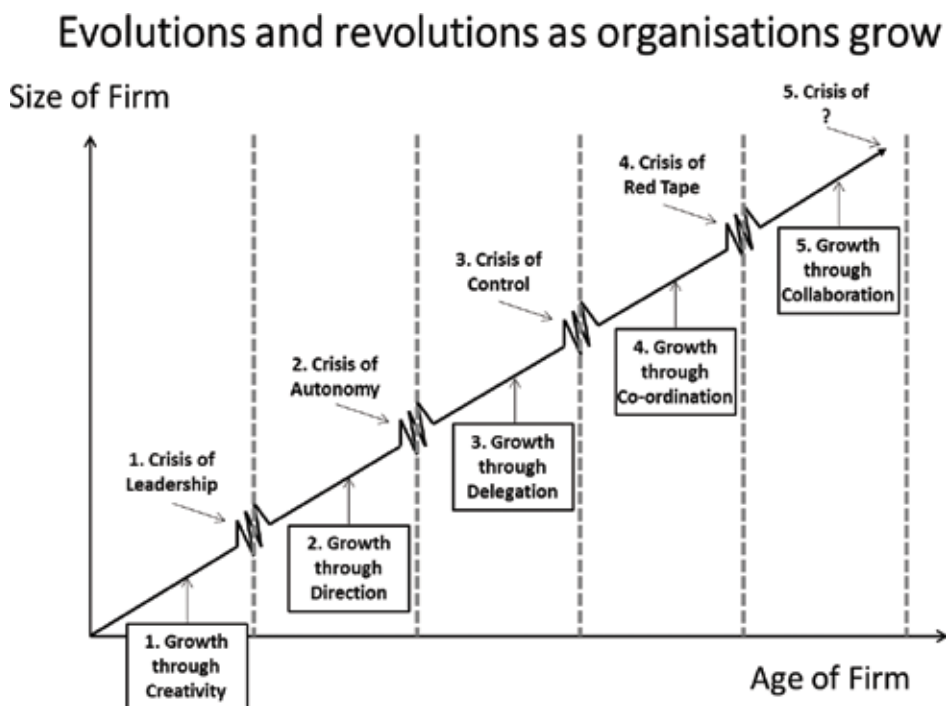 Evolutions and revolutions as organisations grow
Size of Firm
5. Crisis of
?
4. Crisis of
Red Tape
3. Crisis of
Control
5. Growth
through
Collaboration
2. Crisis of
Autonomy
4. Growth
through
Co-ordination
1. Crisis of
Leadership
3. Growth
through
Delegation
2. Growth
through
Direction
1. Growth
through
Creativity
Age of Firm